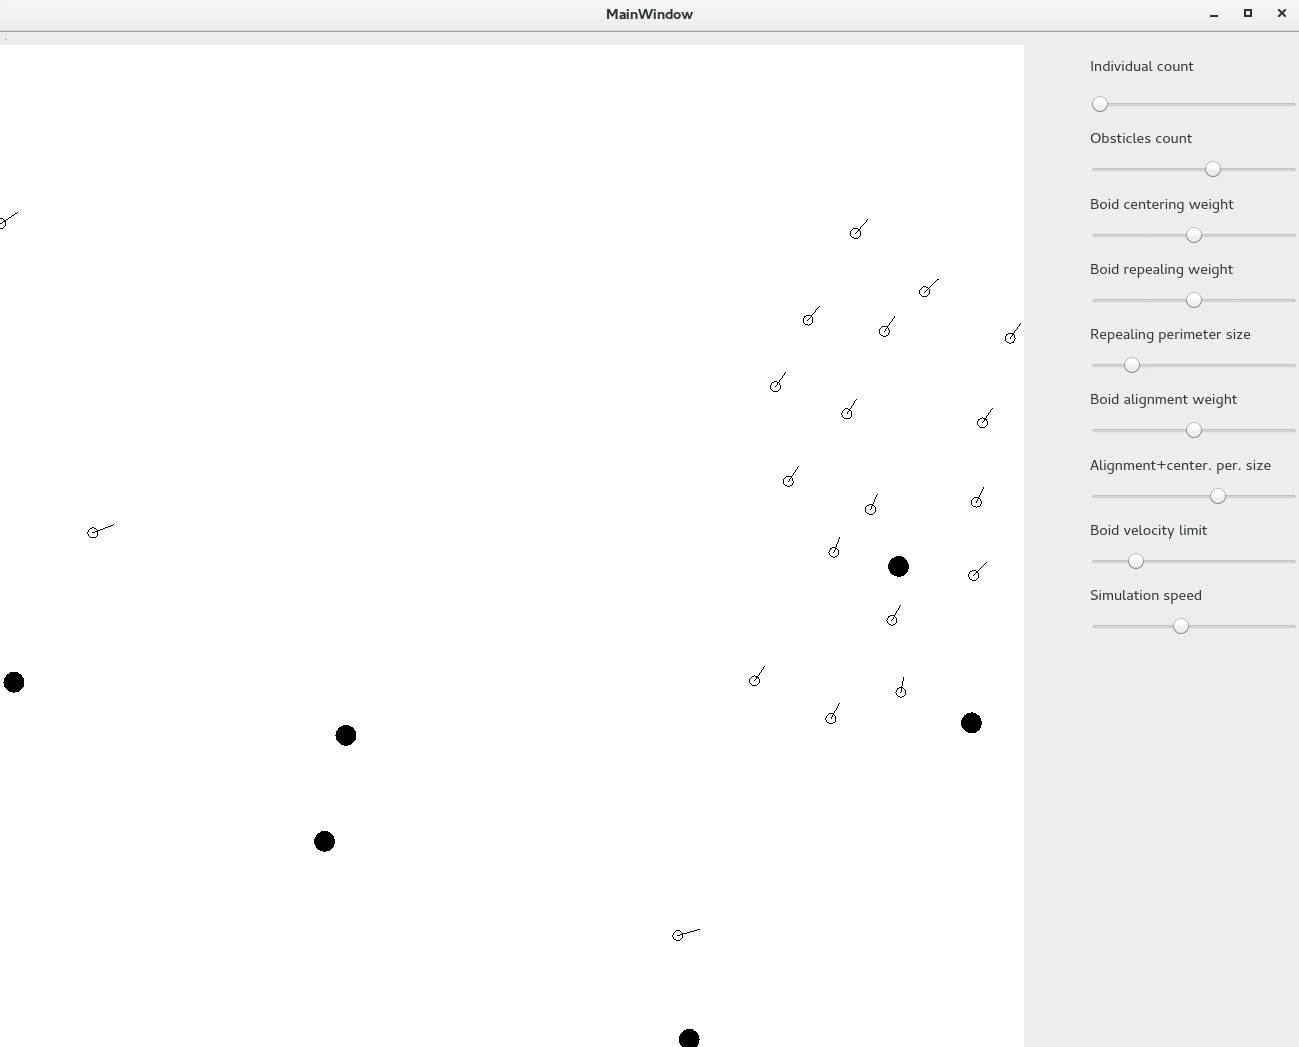 MainWindow
Individual count
Obsticles count
Boid centering weight
Boid repealing weight
Repealing perimeter size
Boid alignment weight
Alignment+center. per. size
Boid velocity limit
Simulation speed